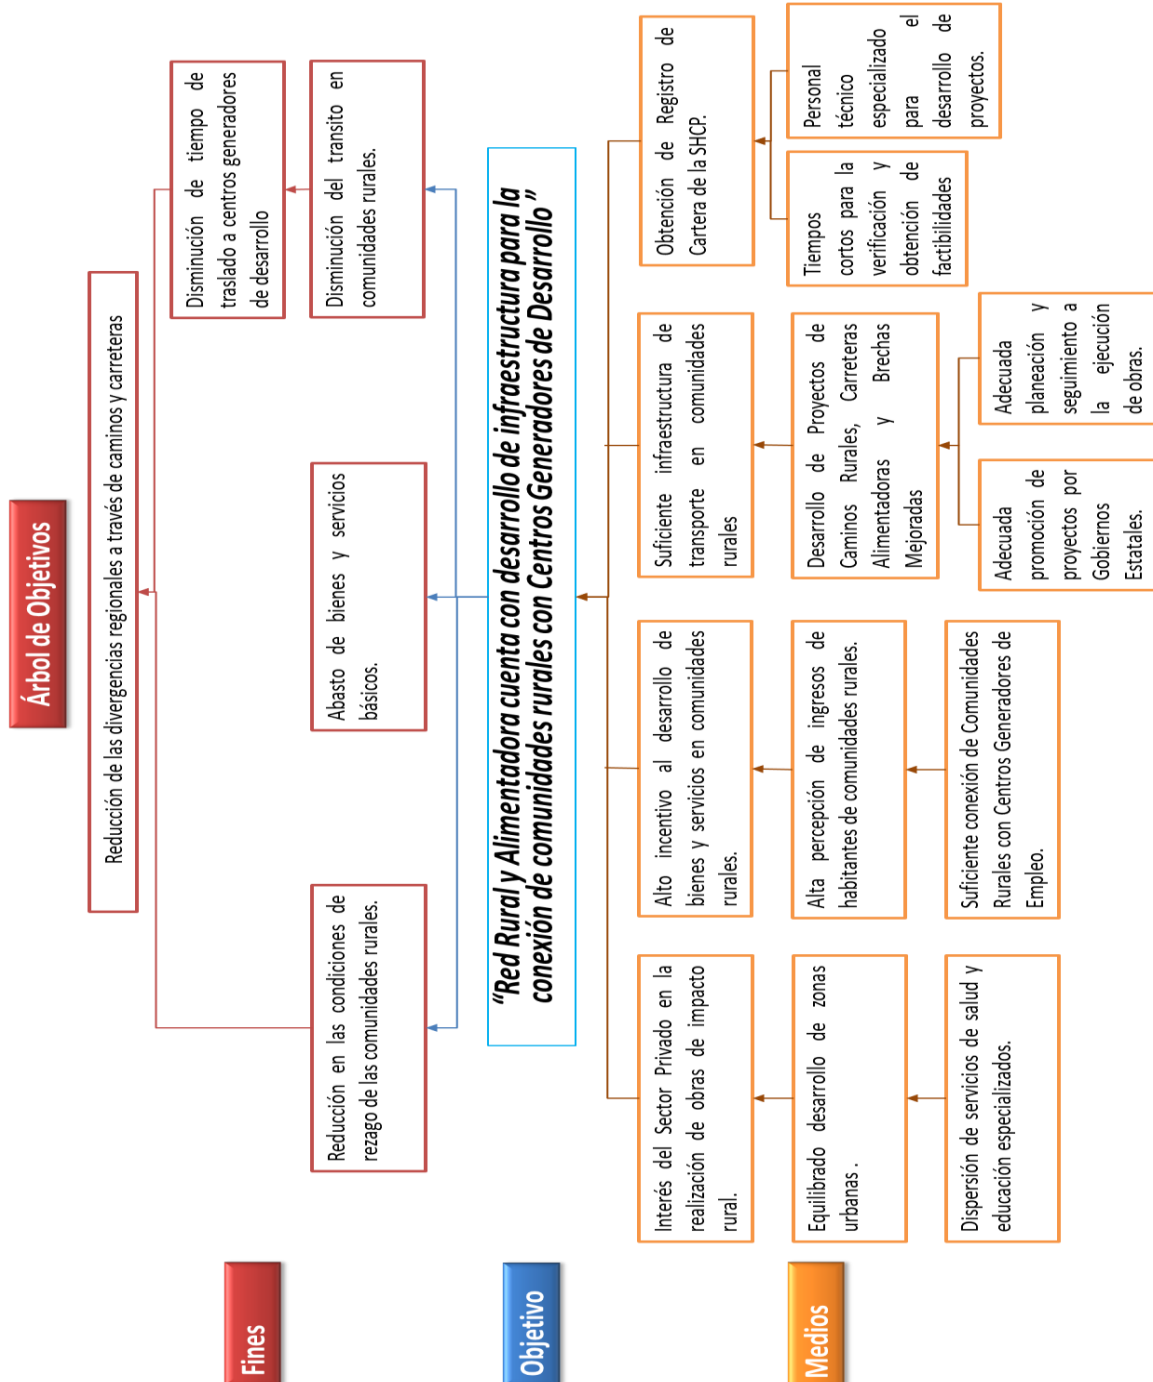 Árbol de Objetivos
Reducción de las divergencias regionales a través de caminos y carreteras
Fines
Disminución de tiempo de
traslado a centros generadores
de desarrollo
Reducción en las condiciones de
rezago de las comunidades rurales.
Abasto de bienes y servicios
básicos.
Disminución del transito en
comunidades rurales.
Objetivo
“Red Rural y Alimentadora cuenta con desarrollo de infraestructura para la
conexión de comunidades rurales con Centros Generadores de Desarrollo”
Medios
Interés del Sector Privado en la
realización de obras de impacto
rural.
Alto incentivo al desarrollo de
bienes y servicios en comunidades
rurales.
Suficiente infraestructura de
transporte en comunidades
rurales
Obtención de Registro de
Cartera de la SHCP.
Equilibrado desarrollo de zonas
urbanas .
Alta percepción de ingresos de
habitantes de comunidades rurales.
Desarrollo de Proyectos de
Caminos Rurales, Carreteras
Alimentadoras y Brechas
Mejoradas
Tiempos
cortos para la
verificación y
obtención de
factibilidades
Personal
técnico
especializado
para el
desarrollo de
proyectos.
Dispersión de servicios de salud y
educación especializados.
Suficiente conexión de Comunidades
Rurales con Centros Generadores de
Empleo.
Adecuada
promoción de
proyectos por
Gobiernos
Estatales.
Adecuada
planeación y
seguimiento a
la ejecución
de obras.